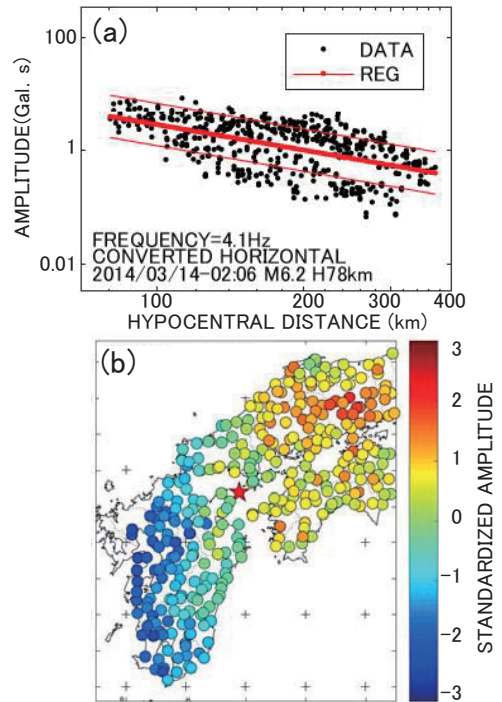 (a)
DATA
REG
100
1
0.01
AMPLITUDE(Gal. s)
FREQUENCY=4.1Hz
CONVERTED HORIZONTAL
2014/03/14-02:06 M6.2 H78km
100 200 300 400
HYPOCENTRAL DISTANCE (km)
(b)
3
2
1
0
-1
-2
-3
STANDARDIZED AMPLITUDE